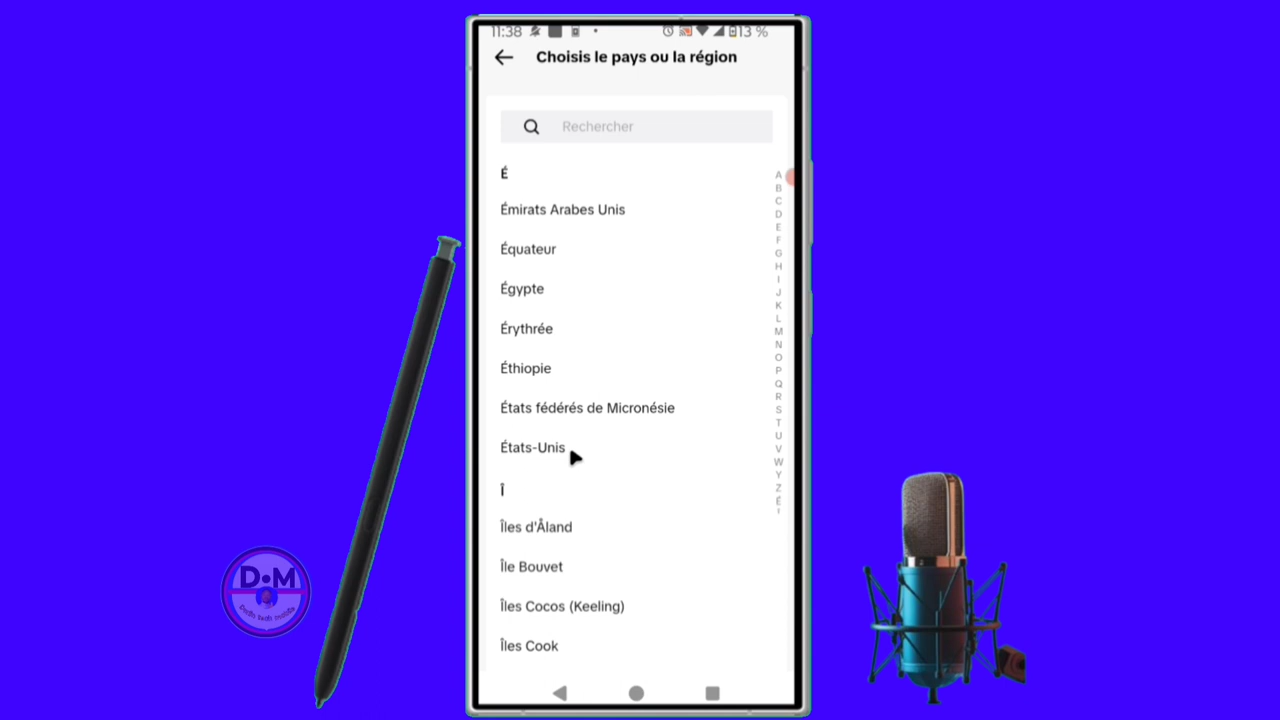 11:38
13 %
Choisis le pays ou la région
Rechercher
É
Émirats Arabes Unis
Équateur
Égypte
Érythrée
Éthiopie
États fédérés de Micronésie
États-Unis
Î
Îles d'Åland
Île Bouvet
Îles Cocos (Keeling)
Îles Cook
A
B
C
D
E
F
G
H
I
J
K
L
M
N
O
P
Q
R
S
T
U
V
W
Y
Z
É
D•M